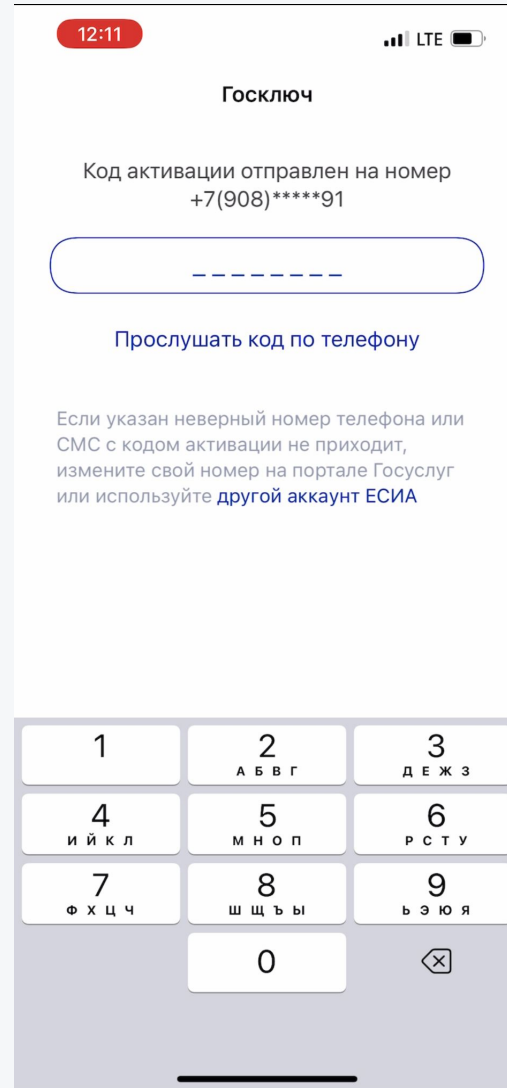 12:11
LTE
Госключ
Код активации отправлен на номер
+7(908)*****91
_ _ _ _ _ _ _ _
Прослушать код по телефону
Если указан неверный номер телефона или
СМС с кодом активации не приходит,
измените свой номер на портале Госуслуг
или используйте другой аккаунт ЕСИА
1 2 3
А Б В Г Д Е Ж З
4 5 6
И Й К Л М Н О П Р С Т У
7 8 9
Ф Х Ц Ч Ш Щ Ъ Ы Ь Э Ю Я
0